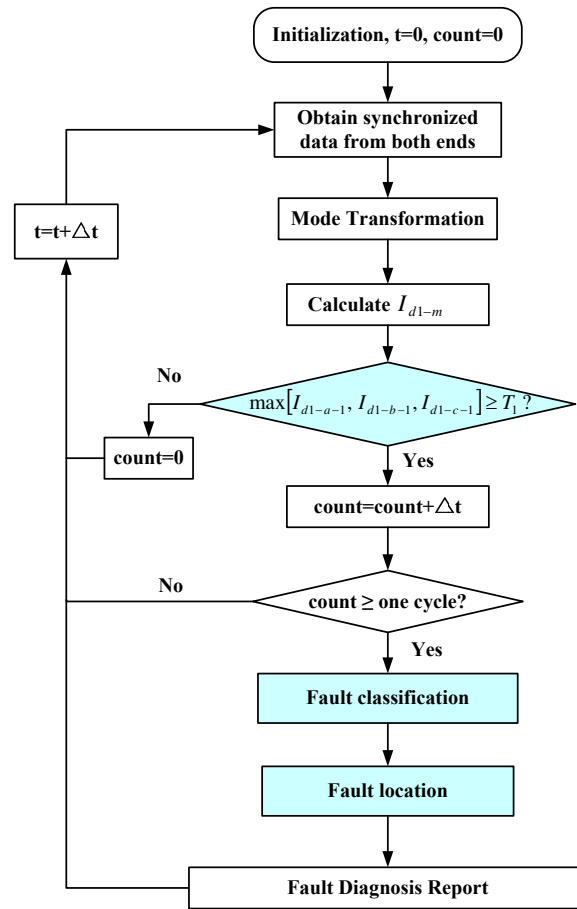 Initialization, t=0, count=0
Obtain synchronized
data from both ends
t=t+△t
Mode Transformation
Calculate I_{d1-m}
No
max[I_{d1-a-1}, I_{d1-b-1}, I_{d1-c-1}] ≥ T_1 ?
count=0
Yes
count=count+△t
No
count ≥ one cycle?
Yes
Fault classification
Fault location
Fault Diagnosis Report